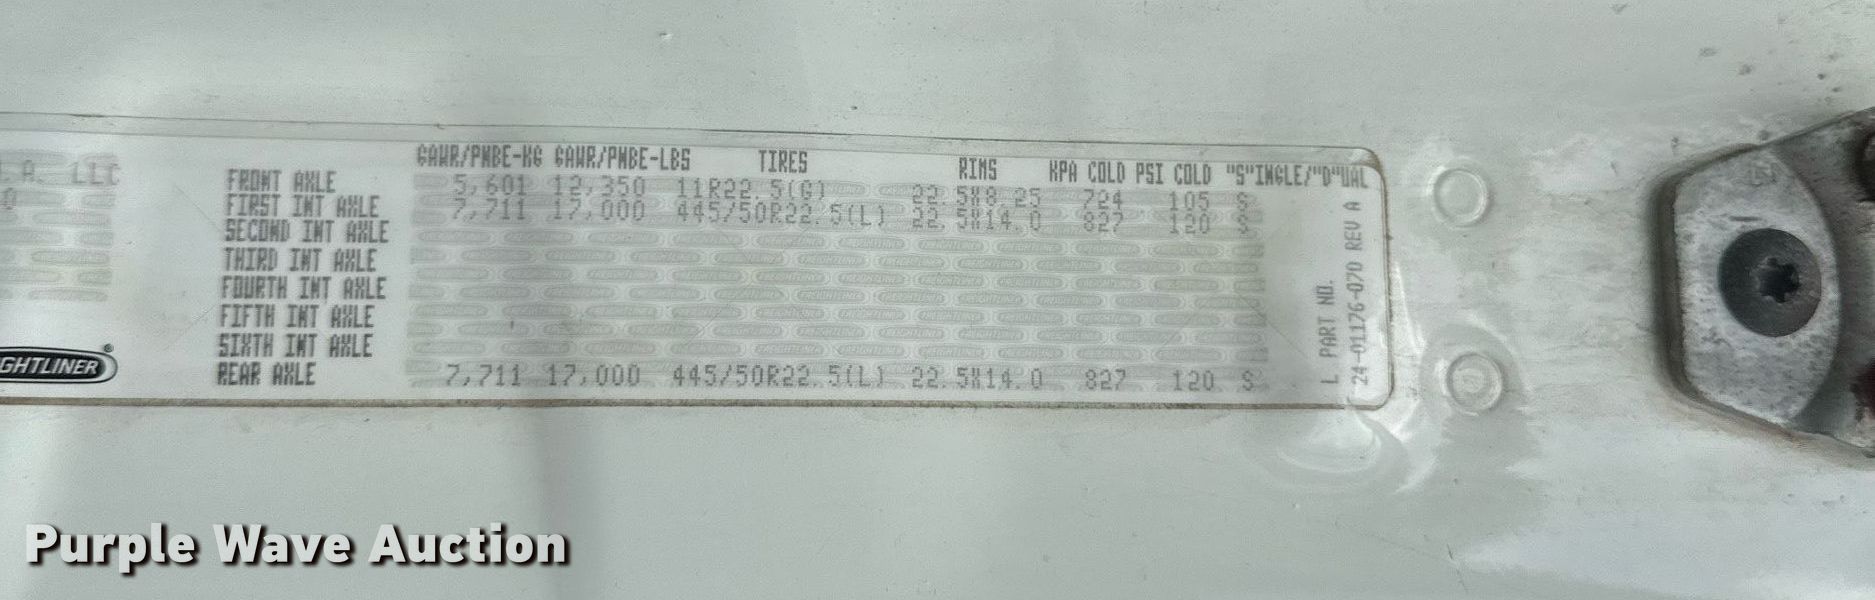 .A. LLC
GAWR/PNBE-KG GAWR/PNBE-LBS TIRES RIMS KPA COLD PSI COLD "S"INGLE/"D"UAL
FRONT AXLE 5,601 12,350 11R22.5(G) 22.5X8.25 724 105 S
FIRST INT AXLE 7,711 17,000 445/50R22.5(L) 22.5X14.0 827 120 S
SECOND INT AXLE
THIRD INT AXLE
FOURTH INT AXLE
FIFTH INT AXLE
SIXTH INT AXLE
REAR AXLE 7,711 17,000 445/50R22.5(L) 22.5X14.0 827 120 S
GHTLINER
L PART NO.
24-01176-070 REV A
Purple Wave Auction